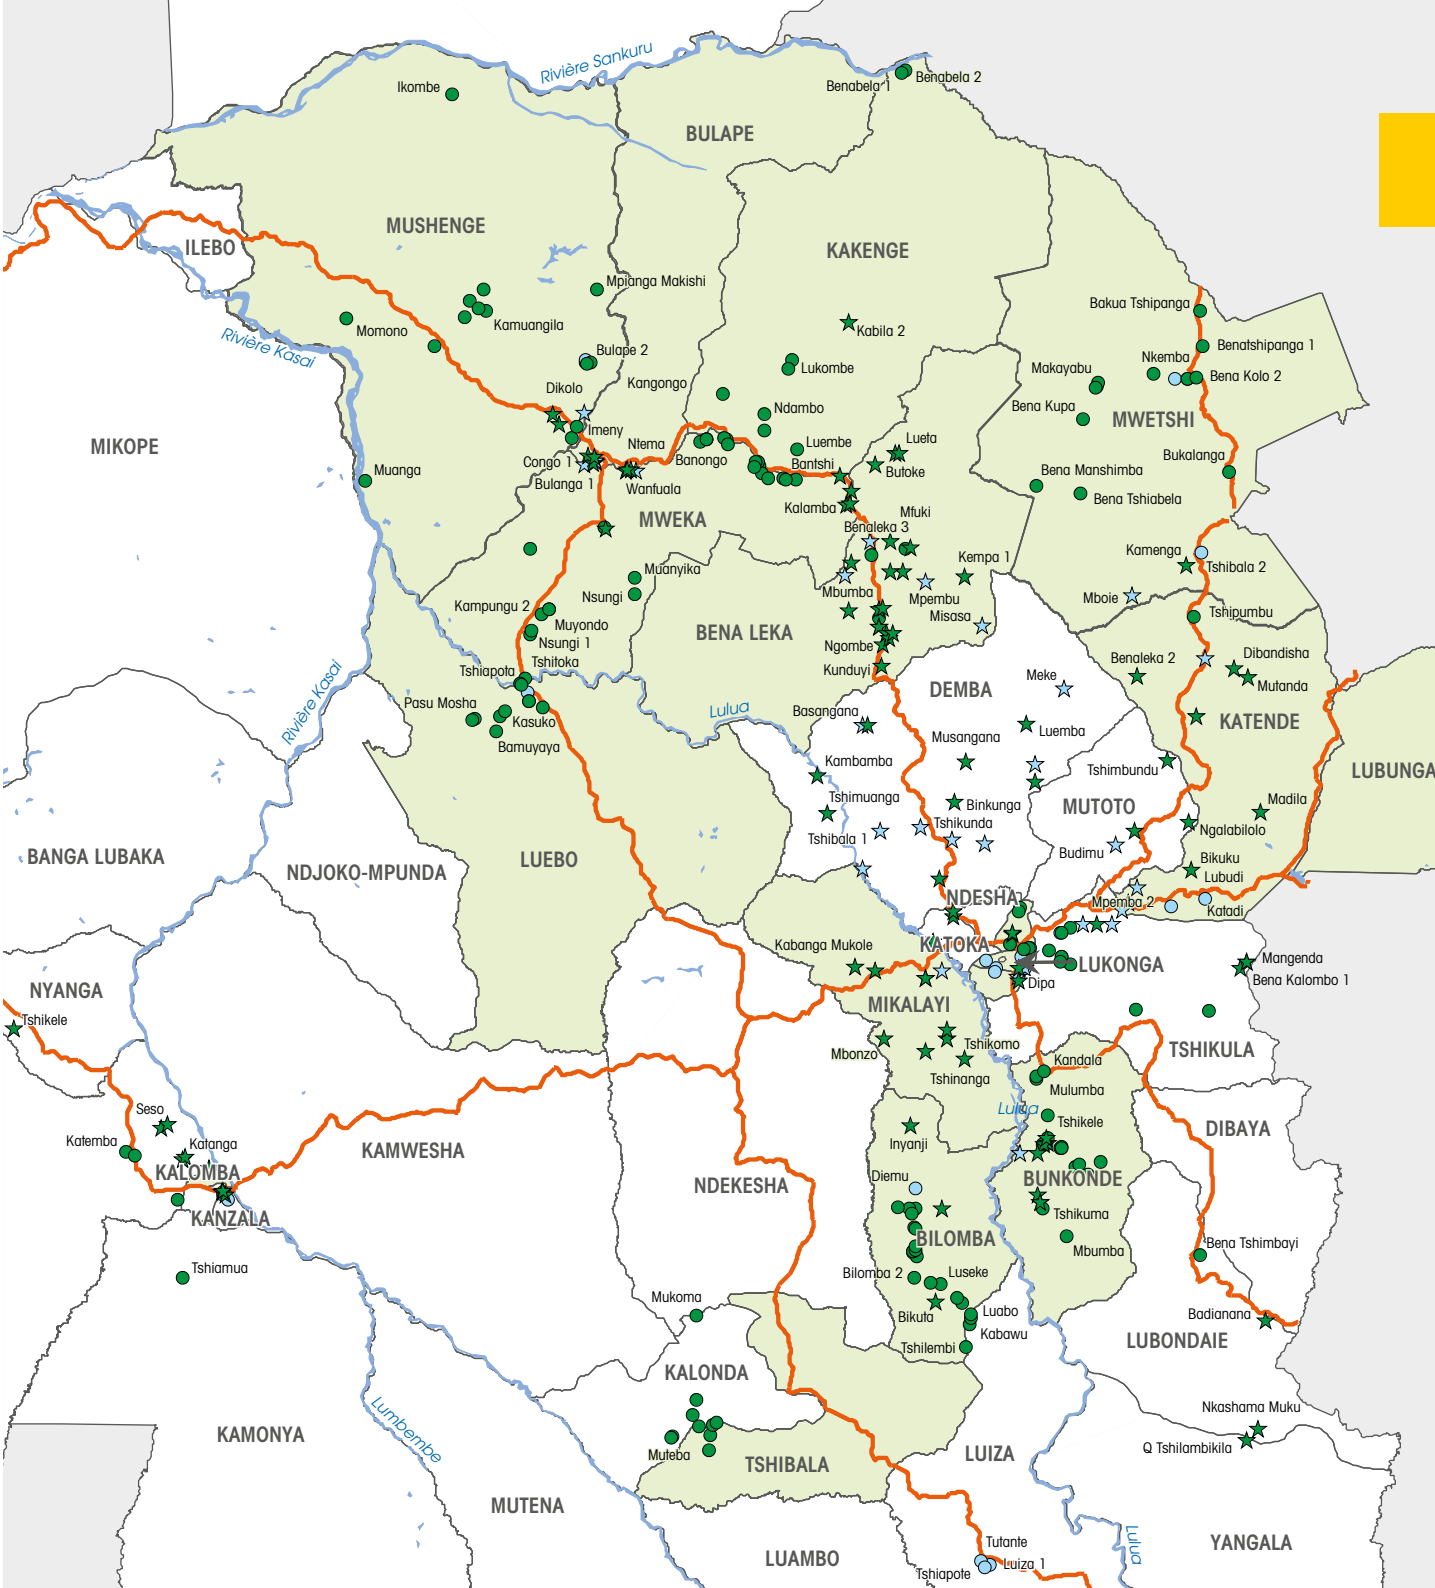 Rivière Sankuru
Benabela 1
Benabela 2
Ikombe
BULAPE
MUSHENGE
ILEBO
KAKENGE
Mpianga Makishi
Kamuangila
Momono
Rivière Kasai
Kabila 2
Bakua Tshipanga
Benatshipanga 1
Nkemba
Bena Kolo 2
Makayabu
Bena Kupa
MWETSHI
Bulape 2
Lukombe
Kangongo
Dikolo
Imeny
Ndambo
MIKOPE
Ntema
Luembe
Lueta
Banongo
Bantshi
Butoke
Bukalanga
Congo 1
Bulanga 1
Wanfuala
Muanga
Bena Manshimba
Bena Tshiabela
Kalamba
Mfuki
MWEKA
Benaleka 3
Kempa 1
Kamenga
Tshibala 2
Muanyika
Nsungi
Mbumba
Mpembu
Misasa
Mboie
Kampungu 2
Muyondo
Nsungi 1
Tshitoka
BENA LEKA
Ngombe
Kunduyi
Tshipumbu
Tshiapota
Benaleka 2
Dibandisha
Mutanda
Meke
DEMBA
Rivière Kasai
Pasu Mosha
Kasuko
Bamuyaya
Lulua
Basangana
Luemba
Musangana
KATENDE
Kambamba
Tshimbundu
LUBUNGA
Tshimuanga
Binkunga
MUTOTO
Madila
Tshibala 1
Tshikunda
Ngalabilolo
Budimu
BANGA LUBAKA
NDJOKO-MPUNDA
LUEBO
Bikuku
Lubudi
NDESHA
Mpemba 2
Katadi
Kabanga Mukole
KATOKA
LUKONGA
Mangenda
Bena Kalombo 1
Dipa
NYANGA
Tshikele
MIKALAYI
Mbonzo
Tshikomo
Tshinanga
TSHIKULA
Kandala
Mulumba
Lulua
Tshikele
DIBAYA
Seso
Katemba
Katanga
KALOMBA
KANZALA
KAMWESHA
Inyanji
Diemu
NDEKESHA
BUNKONDE
Tshikuma
Mbumba
BILOMBA
Bena Tshimbayi
Tshiamua
Bilomba 2
Luseke
Mukoma
Bikuta
Luabo
Kabawu
Tshilembi
Badianana
LUBONDAIE
KALONDA
Lumbembe
Nkashama Muku
Q Tshilambikila
KAMONYA
Muteba
TSHIBALA
LUIZA
MUTENA
Lulua
YANGALA
LUAMBO
Tutante
Tshiapote
Luiza 1